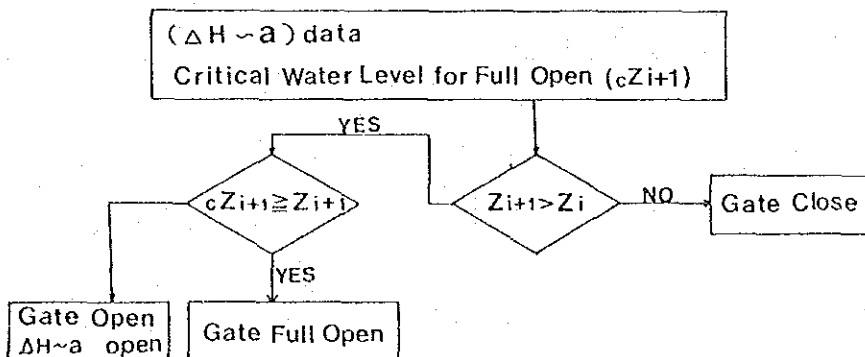 (△H∼a) data
Critical Water Level for Full Open (cZi+1)
YES
cZi+1≧Zi+1
Zi+1>Zi
NO
Gate Close
YES
Gate Open
ΔH~a open
Gate Full Open